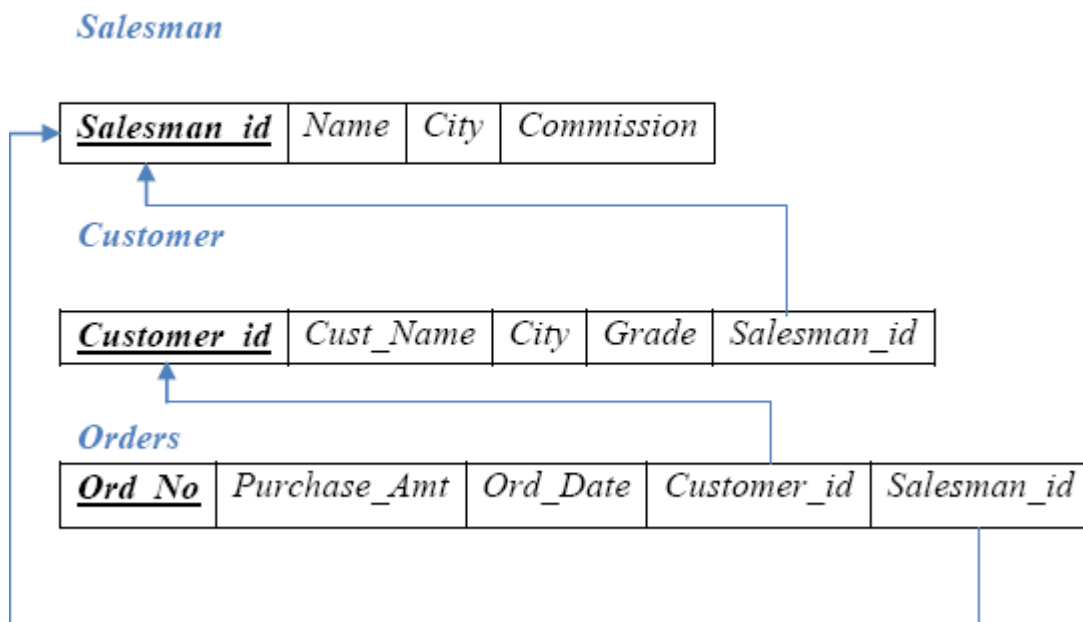 Salesman
Salesman_id Name City Commission
Customer
Customer_id Cust_Name City Grade Salesman_id
Orders
Ord_No Purchase_Amt Ord_Date Customer_id Salesman_id